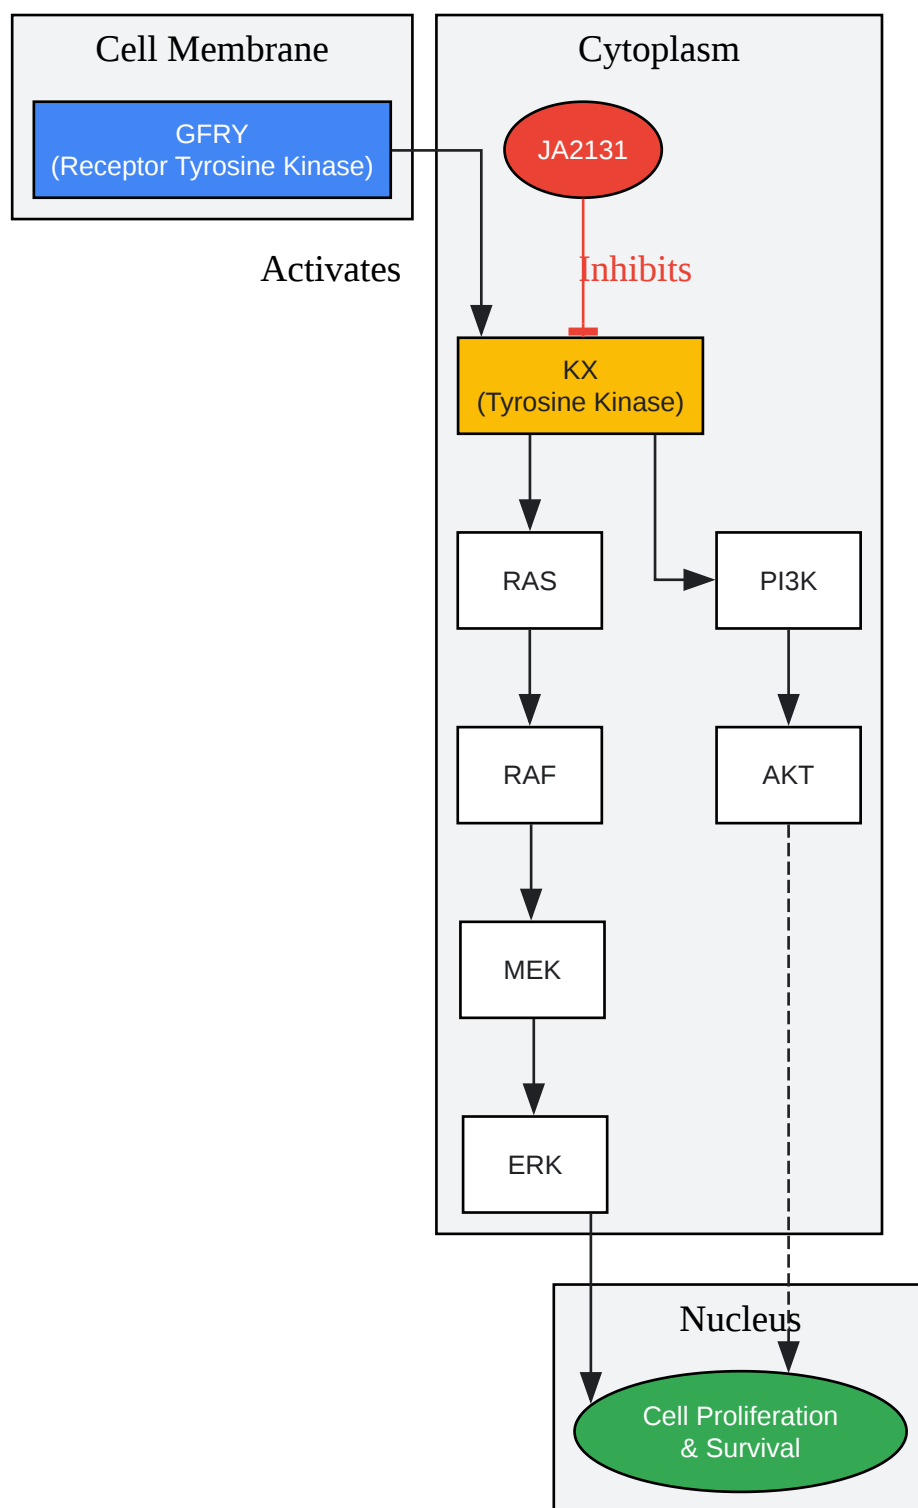 Cell Membrane
Cytoplasm
GFRY
(Receptor Tyrosine Kinase)
JA2131
Activates
Inhibits
KX
(Tyrosine Kinase)
RAS
PI3K
RAF
AKT
MEK
ERK
Nucleus
Cell Proliferation
& Survival